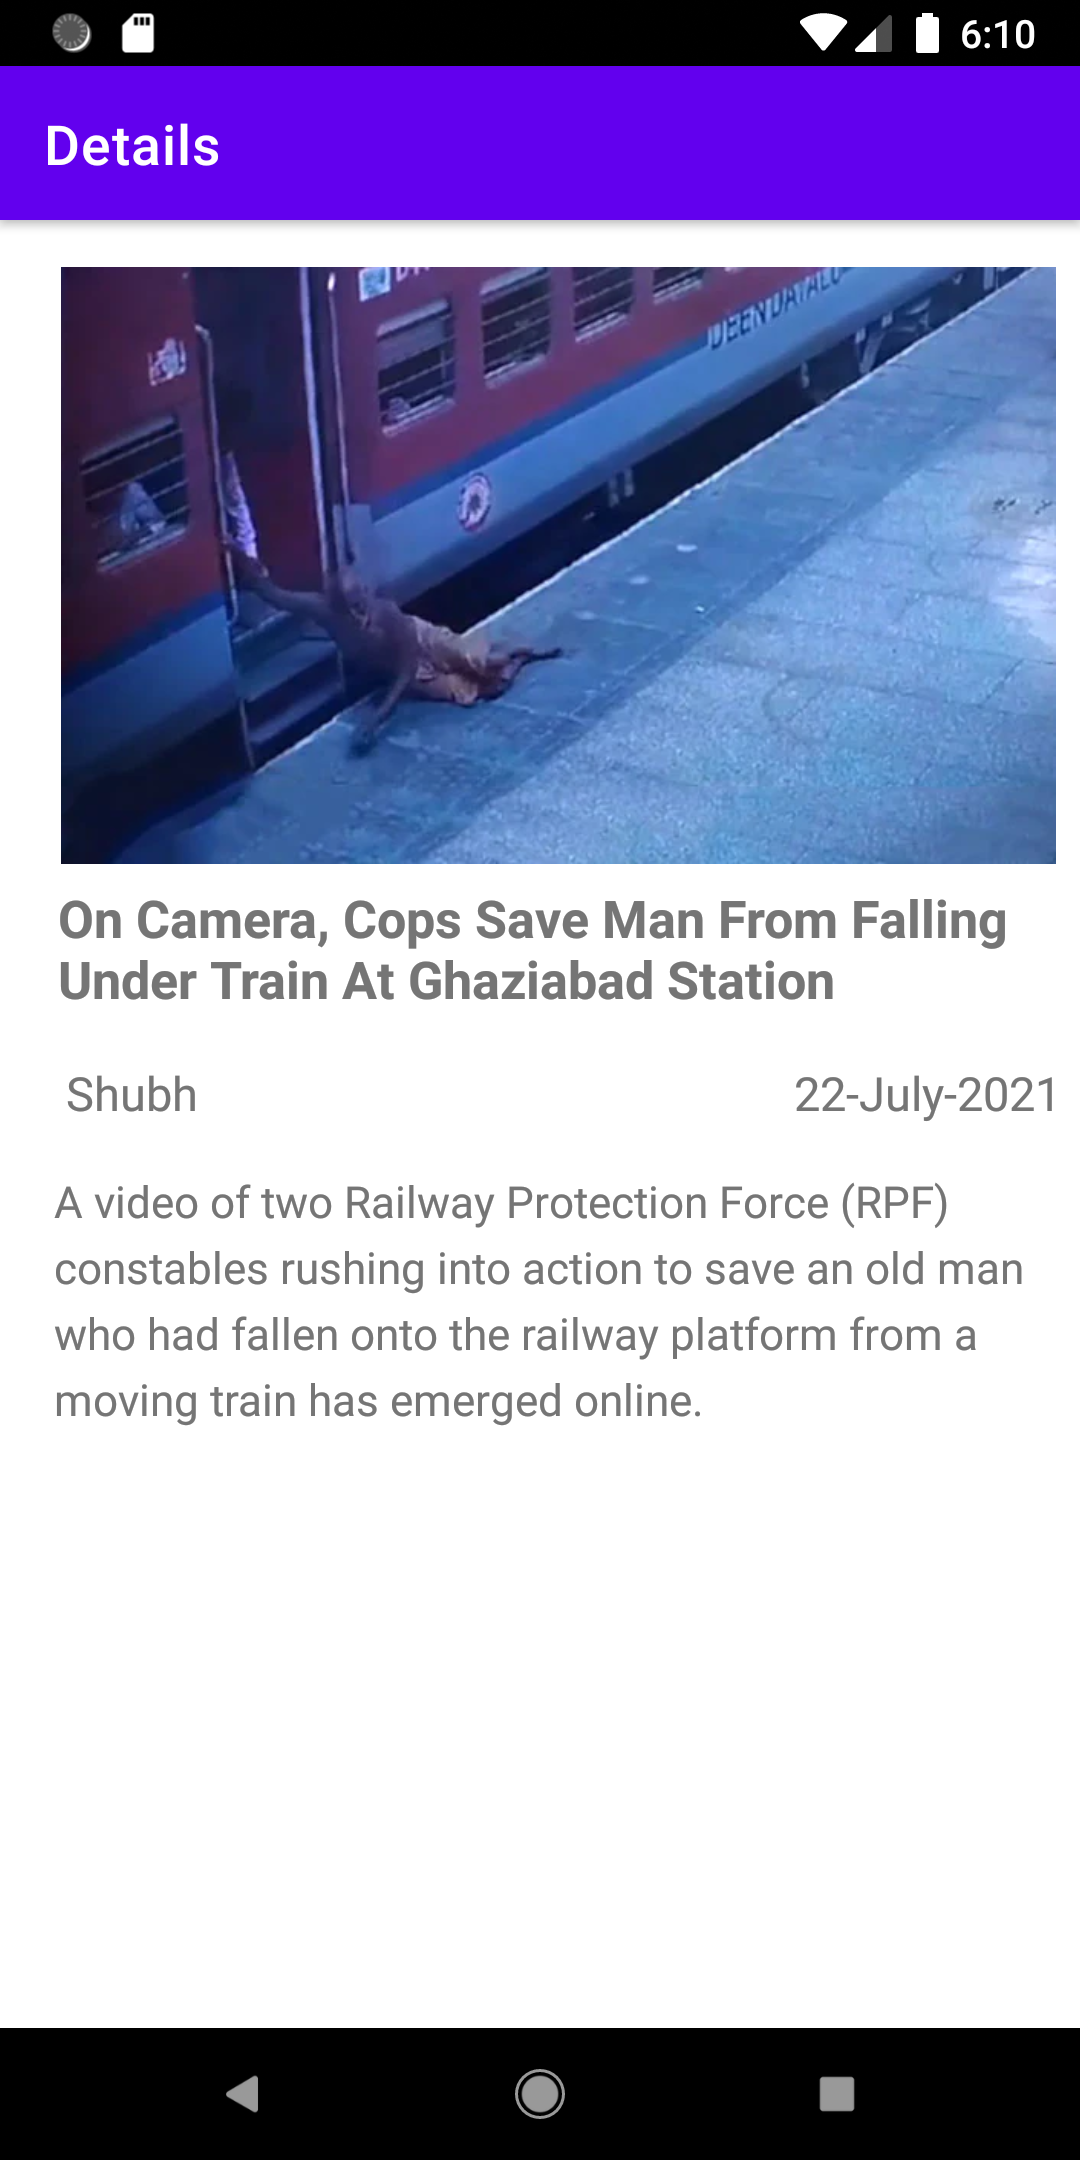 6:10
Details
DEENDAYALU
On Camera, Cops Save Man From Falling
Under Train At Ghaziabad Station
Shubh
22-July-2021
A video of two Railway Protection Force (RPF)
constables rushing into action to save an old man
who had fallen onto the railway platform from a
moving train has emerged online.